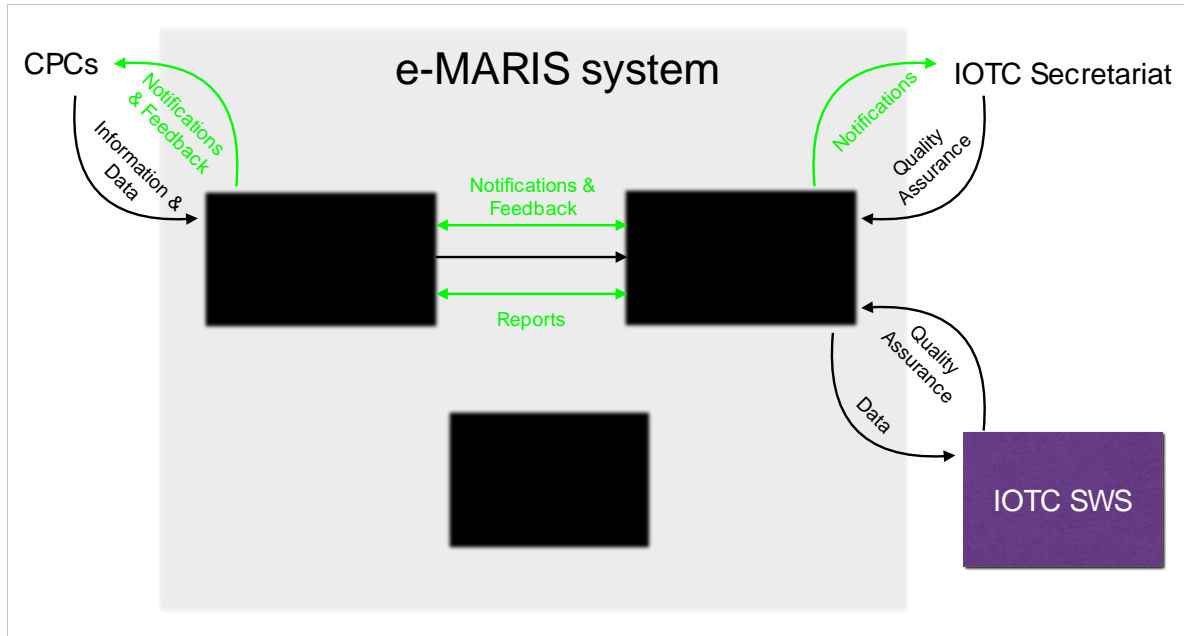 e-MARIS system
CPCs
IOTC Secretariat
Notifications
& Feedback
Information &
Data
Notifications &
Feedback
Reports
Notifications
Quality
Assurance
Quality
Assurance
Data
IOTC SWS